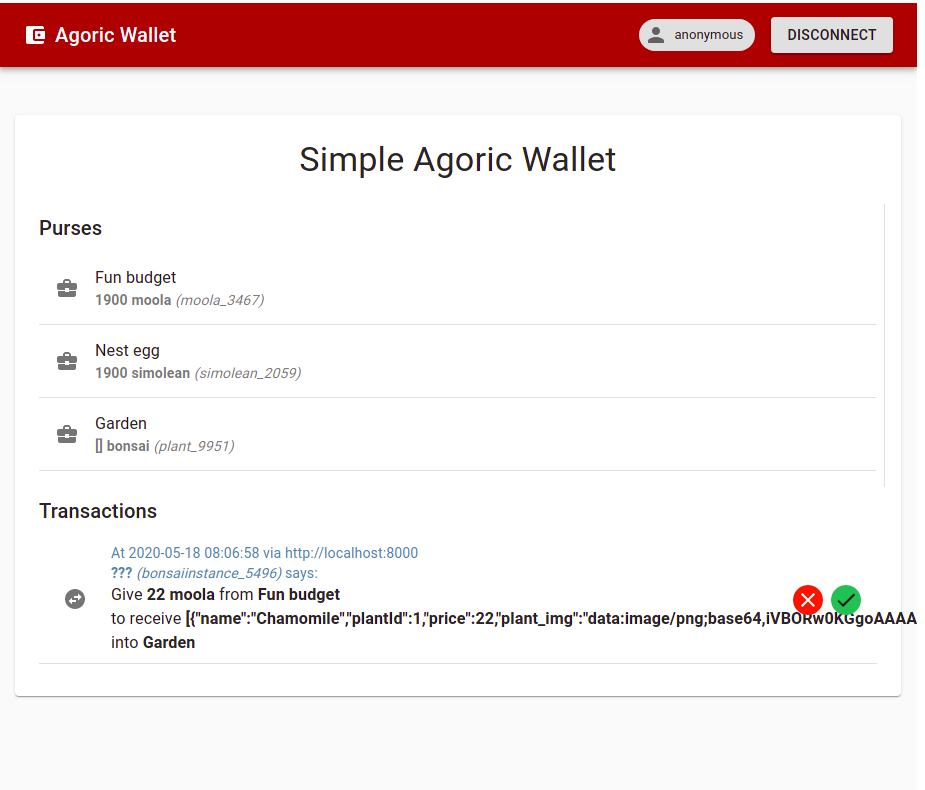 Agoric Wallet
anonymous
DISCONNECT
Simple Agoric Wallet
Purses
Fun budget
1900 moola (moola_3467)
Nest egg
1900 simolean (simolean_2059)
Garden
[] bonsai (plant_9951)
Transactions
At 2020-05-18 08:06:58 via http://localhost:8000
??? (bonsaiinstance_5496) says:
Give 22 moola from Fun budget
to receive [{"name":"Chamomile","plantId":1,"price":22,"plant_img":"data:image/png;base64,iVBORw0KGgoAAAA
into Garden